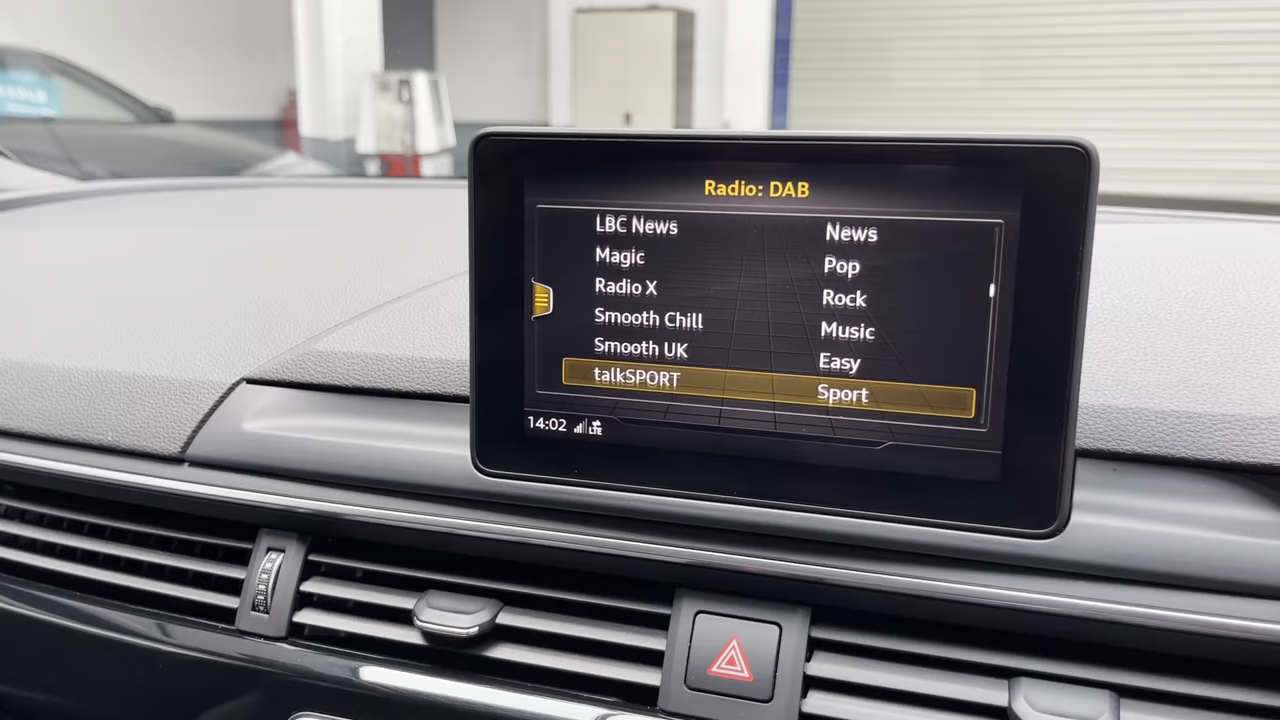 Radio: DAB
LBC News News
Magic Pop
Radio X Rock
Smooth Chill Music
Smooth UK Easy
talkSPORT Sport
14:02 LTE